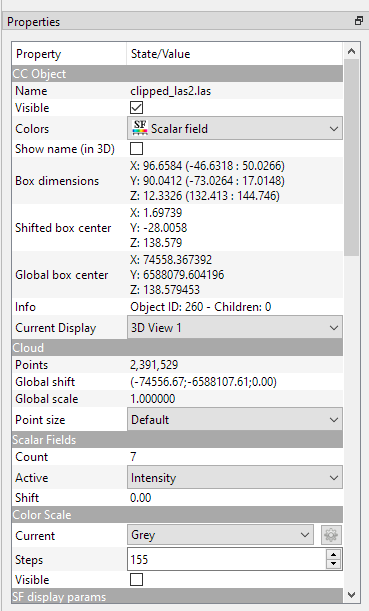 Properties
Property State/Value
CC Object
Name clipped_las2.las
Visible
Colors SF Scalar field
Show name (in 3D)
Box dimensions X: 96.6584 (-46.6318 : 50.0266)
Y: 90.0412 (-73.0264 : 17.0148)
Z: 12.3326 (132.413 : 144.746)
Shifted box center X: 1.69739
Y: -28.0058
Z: 138.579
Global box center X: 74558.367392
Y: 6588079.604196
Z: 138.579453
Info Object ID: 260 - Children: 0
Current Display 3D View 1
Cloud
Points 2,391,529
Global shift (-74556.67;-6588107.61;0.00)
Global scale 1.000000
Point size Default
Scalar Fields
Count 7
Active Intensity
Shift 0.00
Color Scale
Current Grey
Steps 155
Visible
SF display params